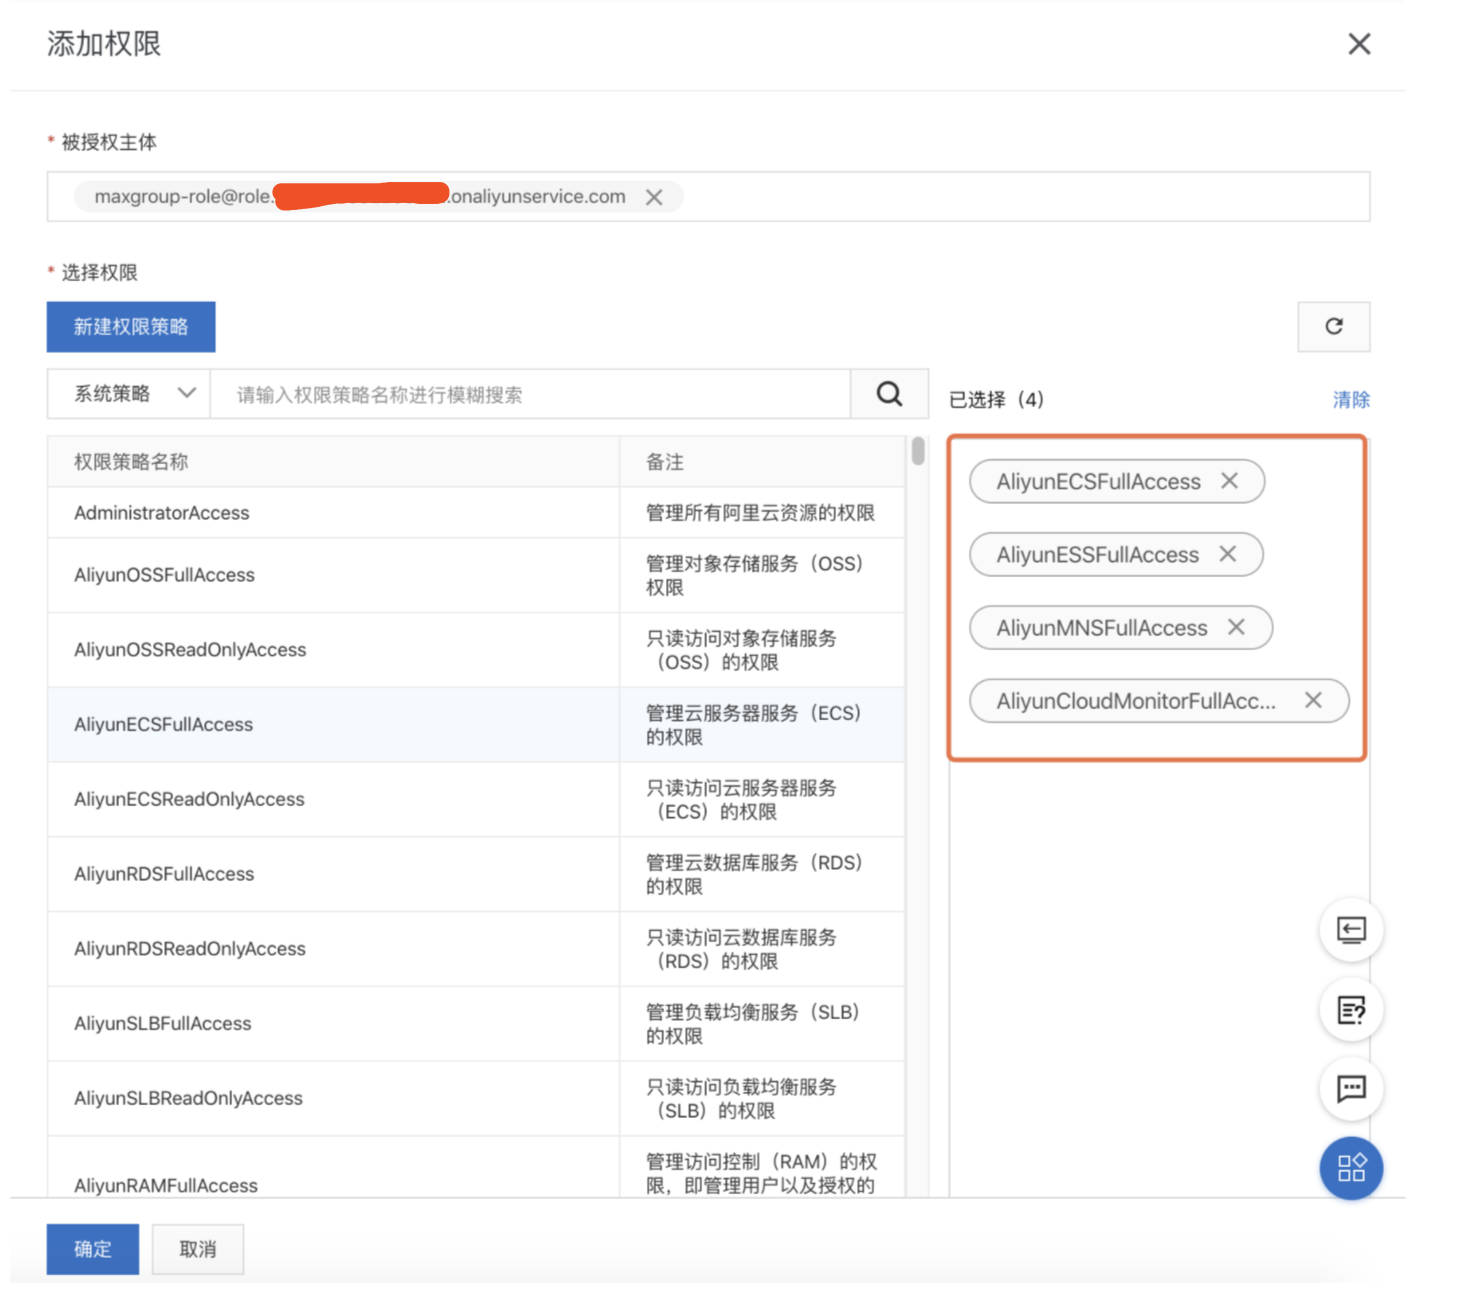 添加权限
* 被授权主体
maxgroup-role@role.
.onaliyunservice.com
* 选择权限
新建权限策略
系统策略
请输入权限策略名称进行模糊搜索
已选择（4）
清除
权限策略名称
备注
AdministratorAccess
管理所有阿里云资源的权限
AliyunOSSFullAccess
管理对象存储服务（OSS）
权限
AliyunOSSReadOnlyAccess
只读访问对象存储服务
（OSS）的权限
AliyunECSFullAccess
管理云服务器服务（ECS）
的权限
AliyunECSReadOnlyAccess
只读访问云服务器服务
（ECS）的权限
AliyunRDSFullAccess
管理云数据库服务（RDS）
的权限
AliyunRDSReadOnlyAccess
只读访问云数据库服务
（RDS）的权限
AliyunSLBFullAccess
管理负载均衡服务（SLB）
的权限
AliyunSLBReadOnlyAccess
只读访问负载均衡服务
（SLB）的权限
AliyunRAMFullAccess
管理访问控制（RAM）的权
限，即管理用户以及授权的
AliyunECSFullAccess
AliyunESSFullAccess
AliyunMNSFullAccess
AliyunCloudMonitorFullAcc...
确定
取消